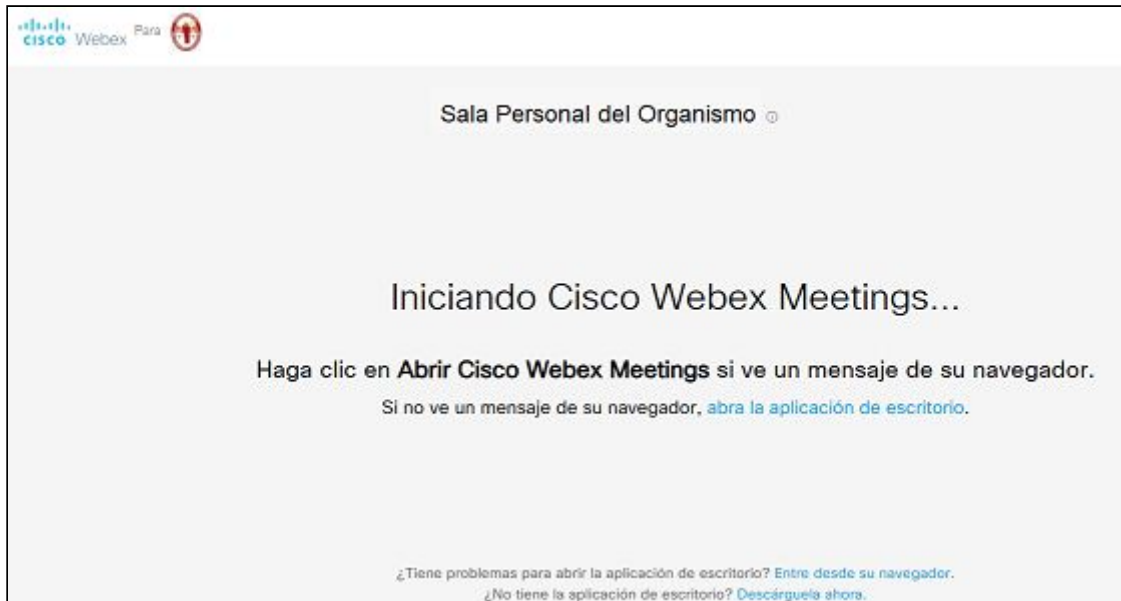 cisco Webex Para
Sala Personal del Organismo
Iniciando Cisco Webex Meetings...
Haga clic en Abrir Cisco Webex Meetings si ve un mensaje de su navegador.
Si no ve un mensaje de su navegador, abra la aplicación de escritorio.
¿Tiene problemas para abrir la aplicación de escritorio? Entre desde su navegador.
¿No tiene la aplicación de escritorio? Descárguela ahora.